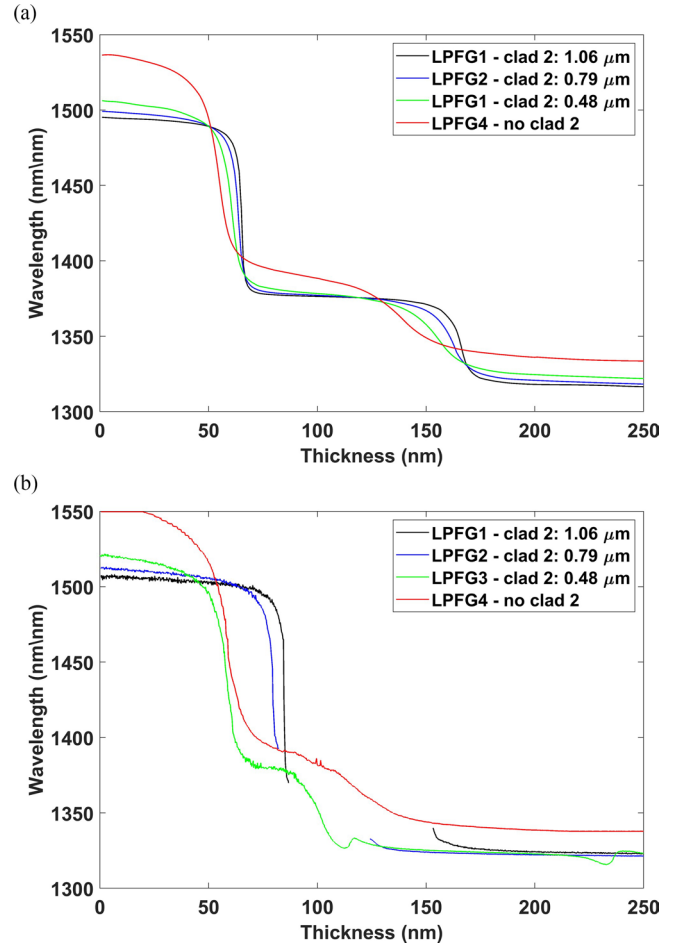 (a)
1550
1500
1450
1400
1350
1300
Wavelength (nm\nm)
LPFG1 - clad 2: 1.06 μm
LPFG2 - clad 2: 0.79 μm
LPFG1 - clad 2: 0.48 μm
LPFG4 - no clad 2
0 50 100 150 200 250
Thickness (nm)
(b)
1550
1500
1450
1400
1350
1300
Wavelength (nm\nm)
LPFG1 - clad 2: 1.06 μm
LPFG2 - clad 2: 0.79 μm
LPFG3 - clad 2: 0.48 μm
LPFG4 - no clad 2
0 50 100 150 200 250
Thickness (nm)